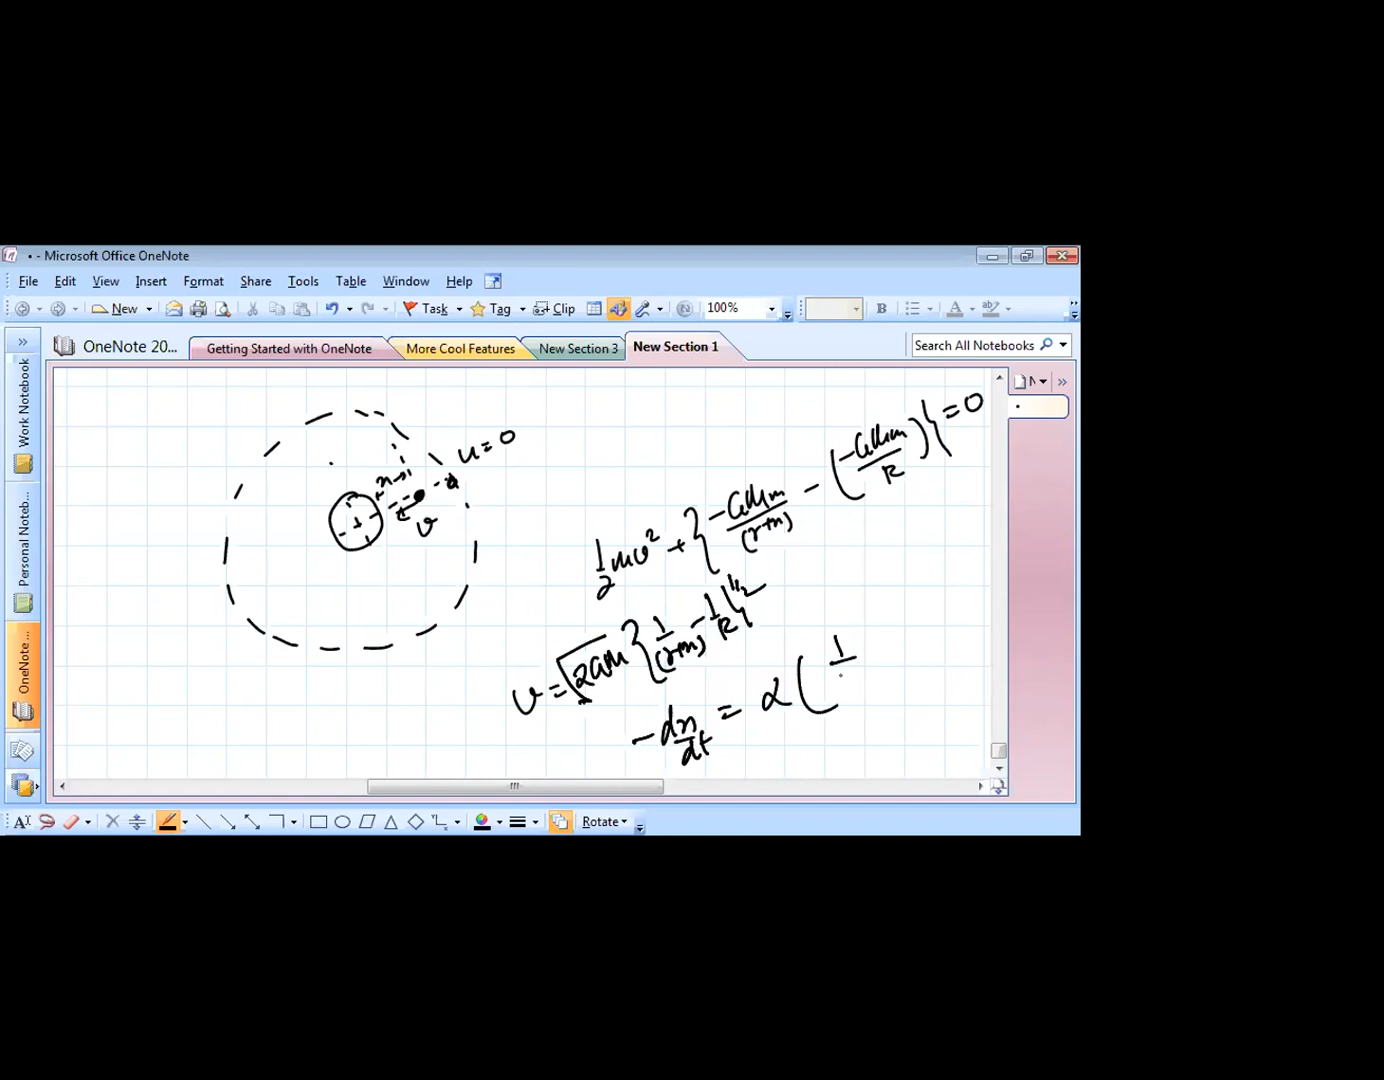 - Microsoft Office OneNote
File Edit View Insert Format Share Tools Table Window Help
New Task Tag Clip 100% B A ab
OneNote 20... Getting Started with OneNote More Cool Features New Section 3 New Section 1 Search All Notebooks
Work Notebook
Personal Noteb...
OneNote...
N
u = 0
x
v
1/2 mv² + { -GMm/(r+x) - (-GMm/R) } = 0
v = √2GM { 1/(r+x) - 1/R }^1/2
-dx/dt = α ( 1
Rotate